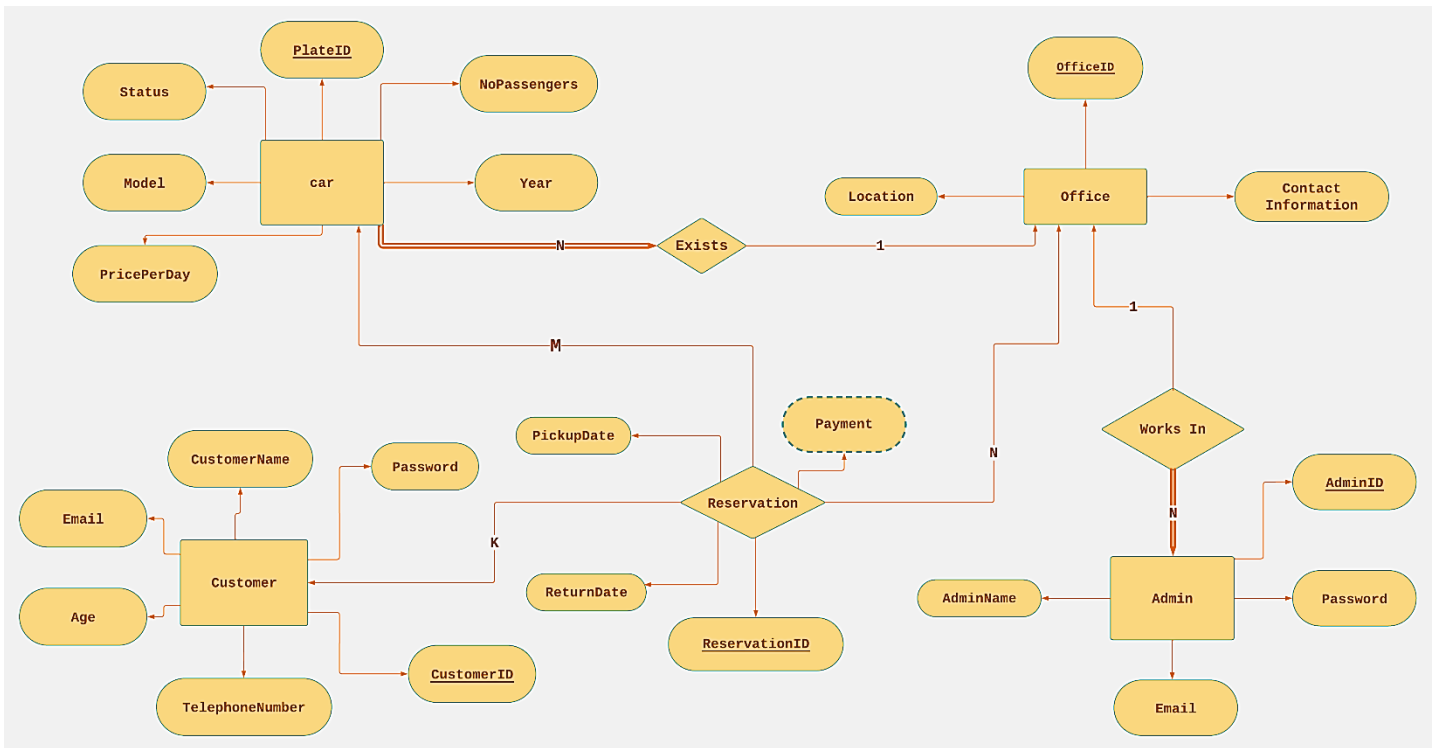 PlateID
OfficeID
Status
NoPassengers
Model
car
Year
Location
Office
Contact
Information
N
Exists
1
PricePerDay
1
M
Payment
PickupDate
Works In
CustomerName
Password
N
AdminID
Reservation
N
Email
K
Customer
ReturnDate
AdminName
Admin
Password
Age
ReservationID
CustomerID
TelephoneNumber
Email